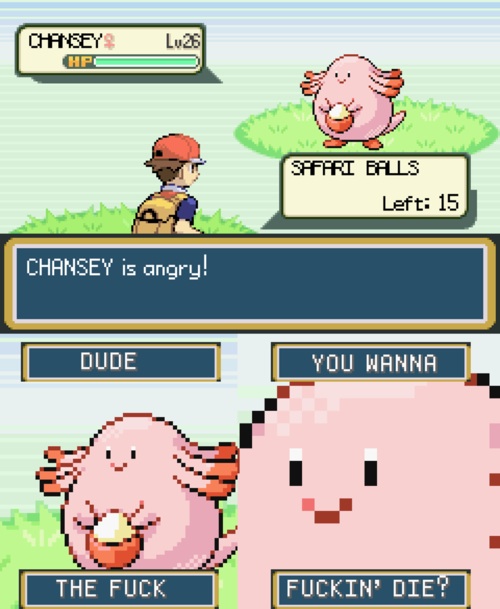 CHANSEY♀ Lv26
HP
SAFARI BALLS
Left: 15
CHANSEY is angry!
DUDE
THE FUCK
YOU WANNA
FUCKIN' DIE?